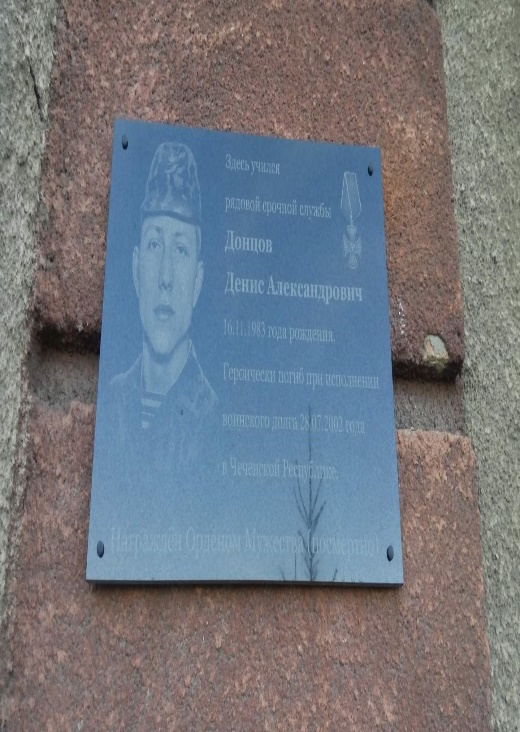 Здесь учился
рядовой срочной службы
Донцов
Денис Александрович
16.11.1983 года рождения.
Героически погиб при исполнении
воинского долга 28.07.2002 года
в Чеченской Республике.
Награждён Орденом Мужества (посмертно)